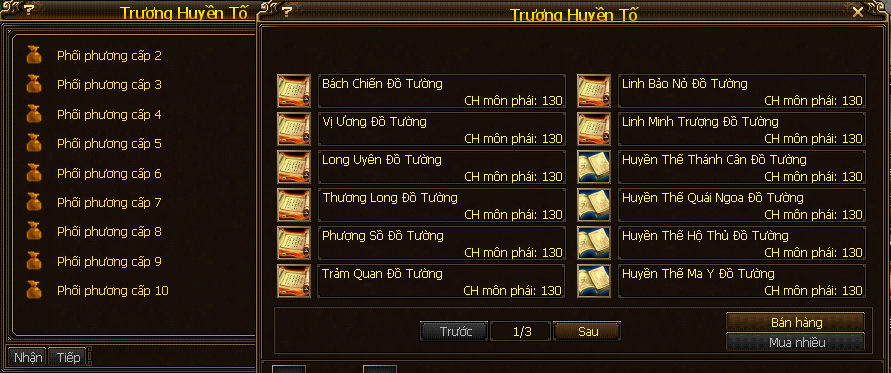 ?
Trương Huyền Tố
Phối phương cấp 2
Phối phương cấp 3
Phối phương cấp 4
Phối phương cấp 5
Phối phương cấp 6
Phối phương cấp 7
Phối phương cấp 8
Phối phương cấp 9
Phối phương cấp 10
Nhận
Tiếp
?
Trương Huyền Tố
Bách Chiến Đồ Tường
CH môn phái: 130
Linh Bảo Nỏ Đồ Tường
CH môn phái: 130
Vị Ương Đồ Tường
CH môn phái: 130
Linh Minh Trượng Đồ Tường
CH môn phái: 130
Long Uyên Đồ Tường
CH môn phái: 130
Huyền Thế Thánh Cân Đồ Tường
CH môn phái: 130
Thương Long Đồ Tường
CH môn phái: 130
Huyền Thế Quái Ngoa Đồ Tường
CH môn phái: 130
Phượng Sồ Đồ Tường
CH môn phái: 130
Huyền Thế Hộ Thủ Đồ Tường
CH môn phái: 130
Trảm Quan Đồ Tường
CH môn phái: 130
Huyền Thế Ma Y Đồ Tường
CH môn phái: 130
Trước
1/3
Sau
Bán hàng
Mua nhiều